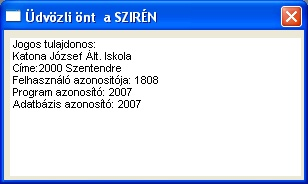 Üdvözli önt  a SZIRÉN
Jogos tulajdonos:
Katona József Ált. Iskola
Címe:2000 Szentendre
Felhasználó azonosítója: 1808
Program azonosító: 2007
Adatbázis azonosító: 2007